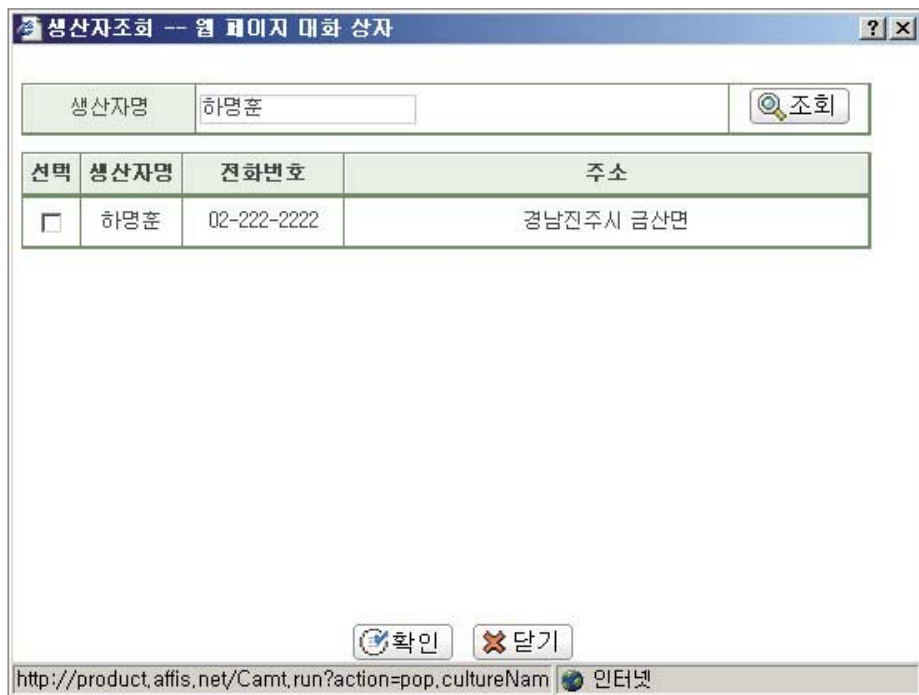 생산자조회 -- 웹 페이지 대화 상자
생산자명 하명훈 조회
선택 생산자명 전화번호 주소
하명훈 02-222-2222 경남진주시 금산면
확인 닫기
http://product,affis,net/Camt,run?action=pop,cultureNam 인터넷